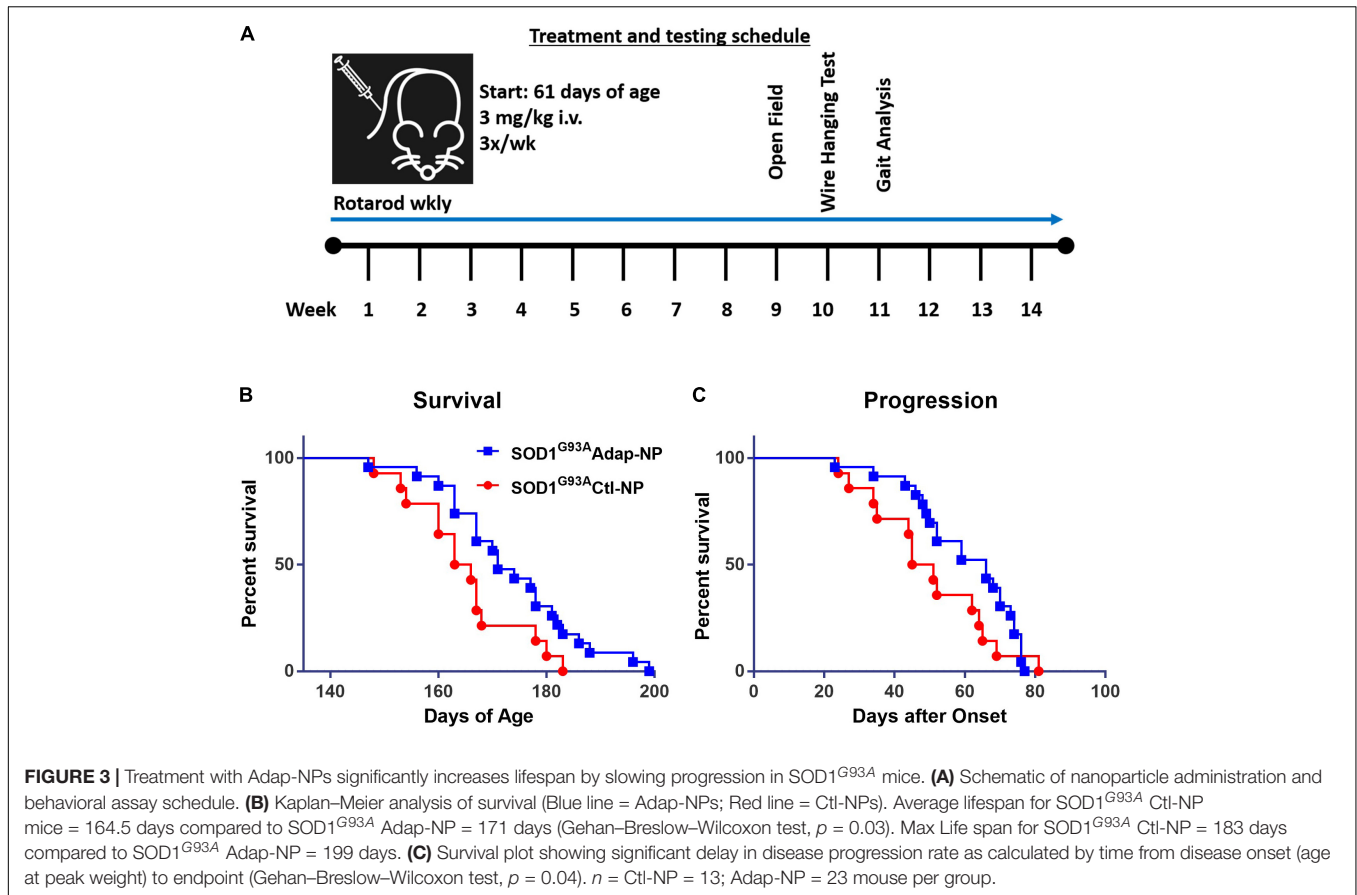 A
Treatment and testing schedule
Start: 61 days of age
3 mg/kg i.v.
3x/wk
Open Field
Wire Hanging Test
Gait Analysis
Rotarod wkly
Week 1 2 3 4 5 6 7 8 9 10 11 12 13 14
B
Survival
SOD1G93A Adap-NP
SOD1G93A Ctl-NP
Percent survival
100
50
0
140 160 180 200
Days of Age
C
Progression
Percent survival
100
50
0
0 20 40 60 80 100
Days after Onset
FIGURE 3 | Treatment with Adap-NPs significantly increases lifespan by slowing progression in SOD1G93A mice. (A) Schematic of nanoparticle administration and
behavioral assay schedule. (B) Kaplan–Meier analysis of survival (Blue line = Adap-NPs; Red line = Ctl-NPs). Average lifespan for SOD1G93A Ctl-NP
mice = 164.5 days compared to SOD1G93A Adap-NP = 171 days (Gehan–Breslow–Wilcoxon test, p = 0.03). Max Life span for SOD1G93A Ctl-NP = 183 days
compared to SOD1G93A Adap-NP = 199 days. (C) Survival plot showing significant delay in disease progression rate as calculated by time from disease onset (age
at peak weight) to endpoint (Gehan–Breslow–Wilcoxon test, p = 0.04). n = Ctl-NP = 13; Adap-NP = 23 mouse per group.